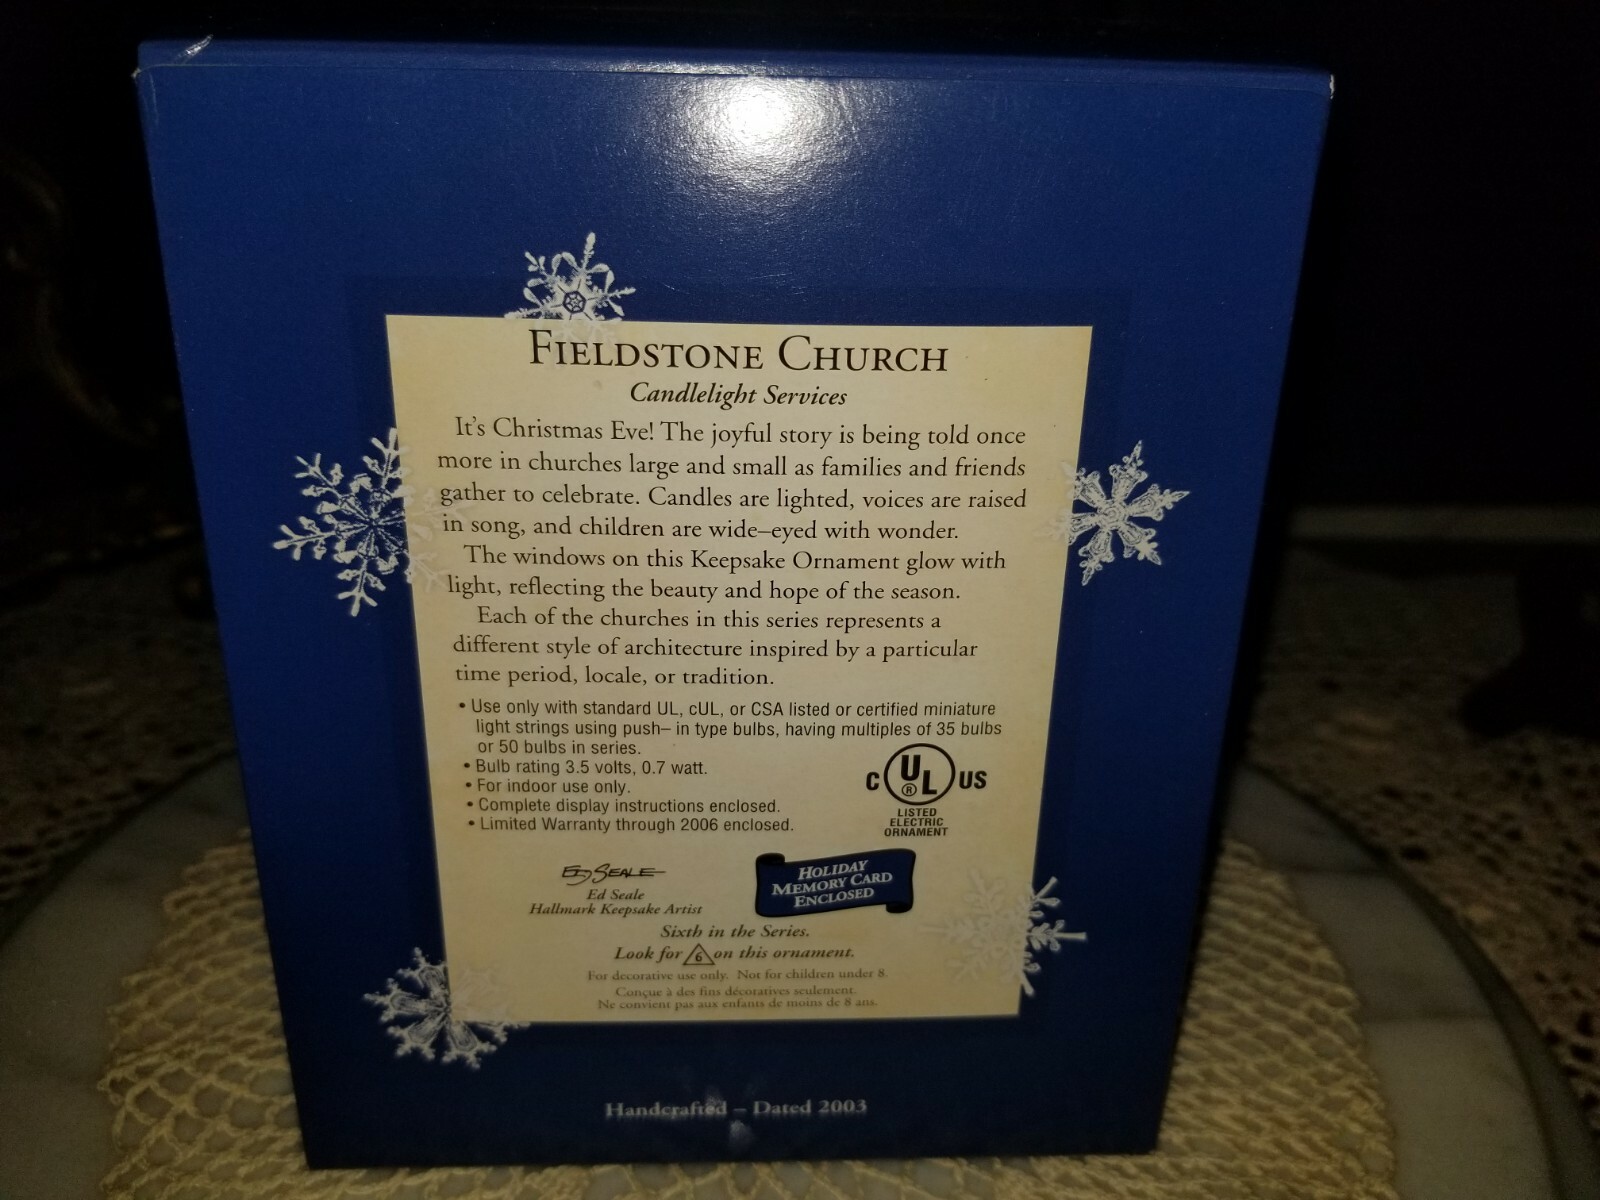 FIELDSTONE CHURCH
Candlelight Services
It's Christmas Eve! The joyful story is being told once
more in churches large and small as families and friends
gather to celebrate. Candles are lighted, voices are raised
in song, and children are wide–eyed with wonder.
The windows on this Keepsake Ornament glow with
light, reflecting the beauty and hope of the season.
Each of the churches in this series represents a
different style of architecture inspired by a particular
time period, locale, or tradition.
• Use only with standard UL, cUL, or CSA listed or certified miniature
light strings using push– in type bulbs, having multiples of 35 bulbs
or 50 bulbs in series.
• Bulb rating 3.5 volts, 0.7 watt.
• For indoor use only.
• Complete display instructions enclosed.
• Limited Warranty through 2006 enclosed.
C UL ® US
LISTED
ELECTRIC
ORNAMENT
ED SEALE
Ed Seale
Hallmark Keepsake Artist
HOLIDAY
MEMORY CARD
ENCLOSED
Sixth in the Series.
Look for 6 on this ornament.
For decorative use only. Not for children under 8.
Conçue à des fins décoratives seulement.
Ne convient pas aux enfants de moins de 8 ans.
Handcrafted – Dated 2003